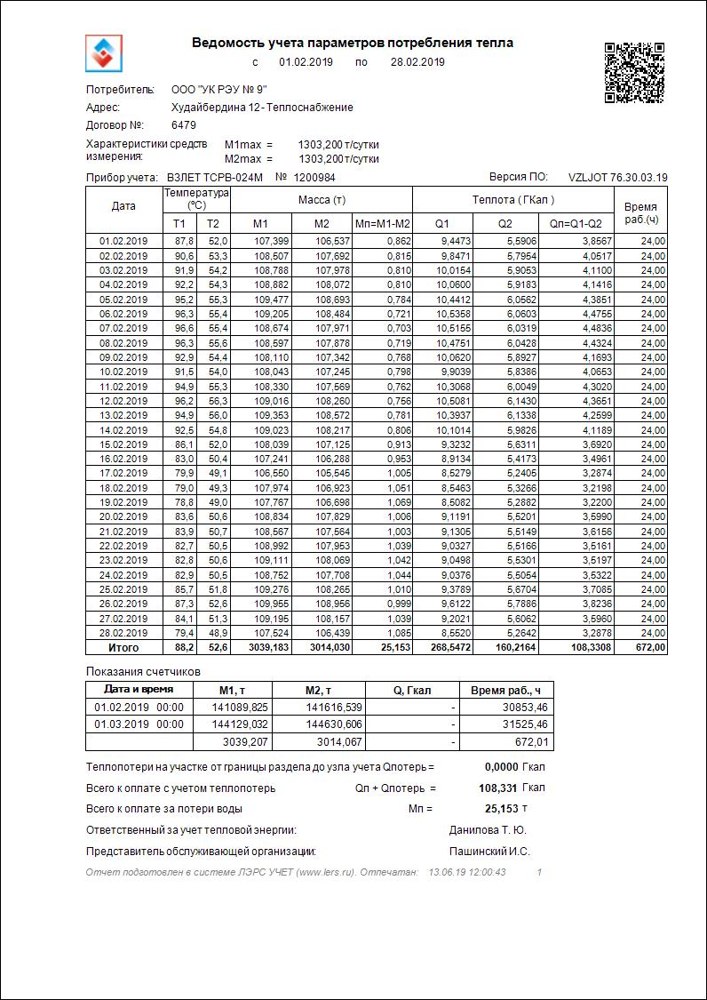 Ведомость учета параметров потребления тепла
с 01.02.2019 по 28.02.2019
Потребитель: ООО "УК РЭУ № 9"
Адрес: Худайбердина 12 - Теплоснабжение
Договор №: 6479
Характеристики средств измерения: M1max = 1303,200 т/сутки
M2max = 1303,200 т/сутки
Прибор учета: ВЗЛЕТ ТСРВ-024М № 1200984 Версия ПО: VZLJOT 76.30.03.19
Дата Температура (ºC) Масса (т) Теплота ( ГКал ) Время раб.(ч)
T1 T2 М1 М2 Мп=М1-М2 Q1 Q2 Qп=Q1-Q2
01.02.2019 87,8 52,0 107,399 106,537 0,862 9,4473 5,5906 3,8567 24,00
02.02.2019 90,6 53,3 108,507 107,692 0,815 9,8471 5,7954 4,0517 24,00
03.02.2019 91,9 54,2 108,788 107,978 0,810 10,0154 5,9053 4,1100 24,00
04.02.2019 92,2 54,3 108,882 108,072 0,810 10,0600 5,9183 4,1416 24,00
05.02.2019 95,2 55,3 109,477 108,693 0,784 10,4412 6,0562 4,3851 24,00
06.02.2019 96,3 55,4 109,205 108,484 0,721 10,5358 6,0603 4,4755 24,00
07.02.2019 96,6 55,4 108,674 107,971 0,703 10,5155 6,0319 4,4836 24,00
08.02.2019 96,3 55,6 108,597 107,878 0,719 10,4751 6,0428 4,4324 24,00
09.02.2019 92,9 54,4 108,110 107,342 0,768 10,0620 5,8927 4,1693 24,00
10.02.2019 91,5 54,0 108,043 107,245 0,798 9,9039 5,8386 4,0653 24,00
11.02.2019 94,9 55,3 108,330 107,569 0,762 10,3068 6,0049 4,3020 24,00
12.02.2019 96,2 56,3 109,016 108,260 0,756 10,5081 6,1430 4,3651 24,00
13.02.2019 94,9 56,0 109,353 108,572 0,781 10,3937 6,1338 4,2599 24,00
14.02.2019 92,5 54,8 109,023 108,217 0,806 10,1014 5,9826 4,1189 24,00
15.02.2019 86,1 52,0 108,039 107,125 0,913 9,3232 5,6311 3,6920 24,00
16.02.2019 83,0 50,4 107,241 106,288 0,953 8,9134 5,4173 3,4961 24,00
17.02.2019 79,9 49,1 106,550 105,545 1,005 8,5279 5,2405 3,2874 24,00
18.02.2019 79,0 49,3 107,974 106,923 1,051 8,5463 5,3266 3,2198 24,00
19.02.2019 78,8 49,0 107,767 106,698 1,069 8,5082 5,2882 3,2200 24,00
20.02.2019 83,6 50,6 108,834 107,829 1,006 9,1191 5,5201 3,5990 24,00
21.02.2019 83,9 50,7 108,567 107,564 1,003 9,1305 5,5149 3,6156 24,00
22.02.2019 82,7 50,5 108,992 107,953 1,039 9,0327 5,5166 3,5161 24,00
23.02.2019 82,8 50,6 109,111 108,069 1,042 9,0498 5,5301 3,5197 24,00
24.02.2019 82,9 50,5 108,752 107,708 1,044 9,0376 5,5054 3,5322 24,00
25.02.2019 85,7 51,8 109,276 108,265 1,010 9,3789 5,6704 3,7085 24,00
26.02.2019 87,3 52,6 109,955 108,956 0,999 9,6122 5,7886 3,8236 24,00
27.02.2019 84,1 51,3 109,195 108,157 1,039 9,2021 5,6062 3,5960 24,00
28.02.2019 79,4 48,9 107,524 106,439 1,085 8,5520 5,2642 3,2878 24,00
Итого 88,2 52,6 3039,183 3014,030 25,153 268,5472 160,2164 108,3308 672,00
Показания счетчиков
Дата и время М1, т М2, т Q, Гкал Время раб., ч
01.02.2019 00:00 141089,825 141616,539 - 30853,46
01.03.2019 00:00 144129,032 144630,606 - 31525,46
3039,207 3014,067 - 672,01
Теплопотери на участке от границы раздела до узла учета Qпотерь = 0,0000 Гкал
Всего к оплате с учетом теплопотерь Qп + Qпотерь = 108,331 Гкал
Всего к оплате за потери воды Мп = 25,153 т
Ответственный за учет тепловой энергии: Данилова Т. Ю.
Представитель обслуживающей организации: Пашинский И.С.
Отчет подготовлен в системе ЛЭРС УЧЕТ (www.lers.ru). Отпечатан: 13.06.19 12:00:43 1